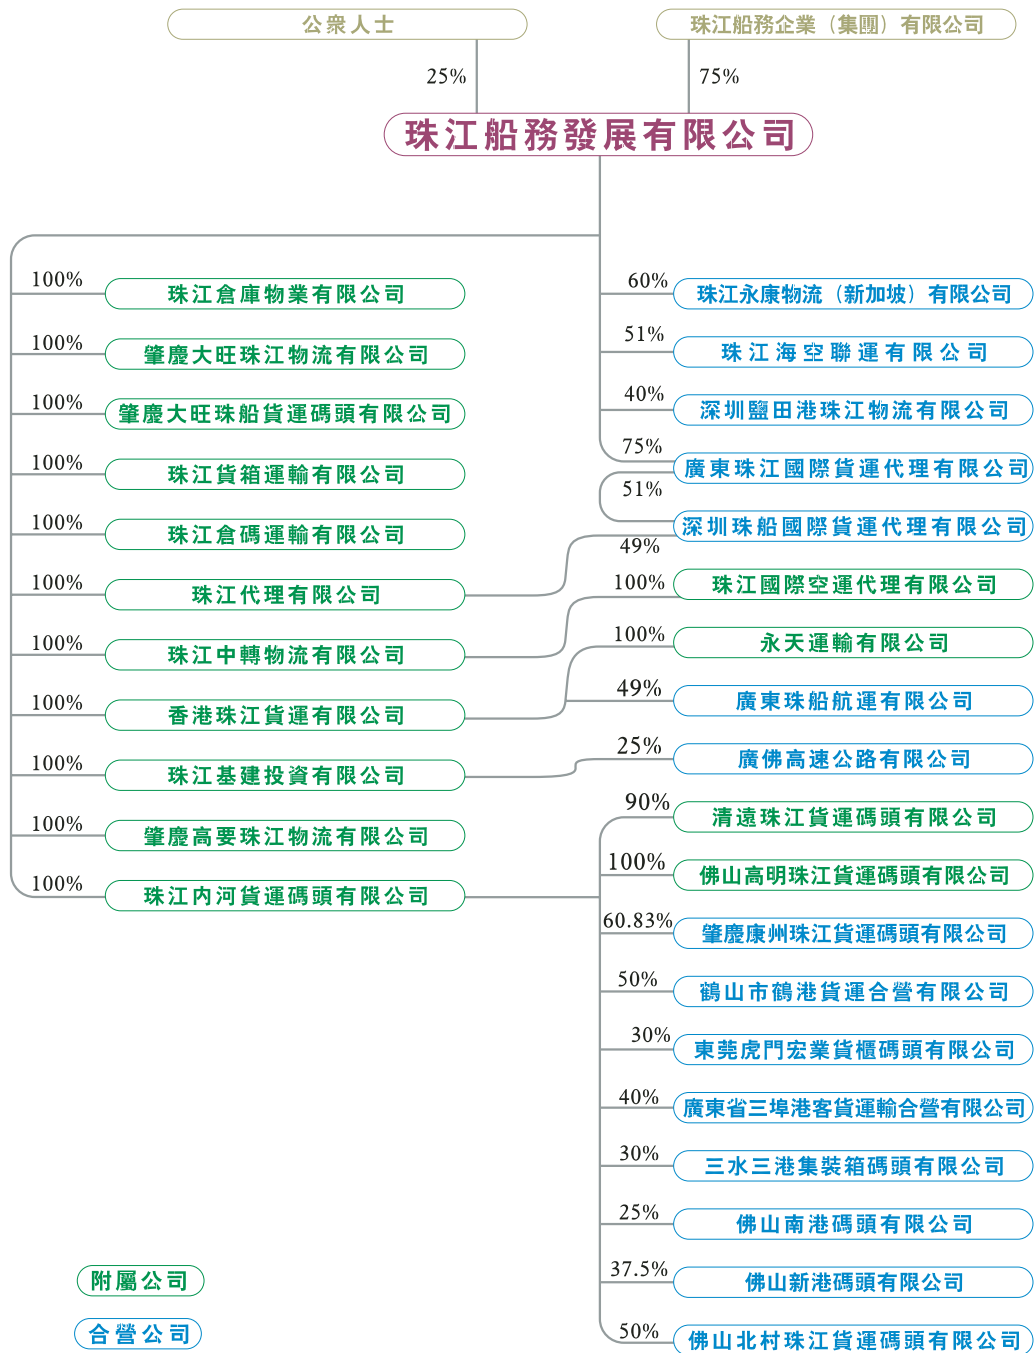 公衆人士
珠江船務企業（集團）有限公司
25%
75%
珠江船務發展有限公司
100%
珠江倉庫物業有限公司
100%
肇慶大旺珠江物流有限公司
100%
肇慶大旺珠船貨運碼頭有限公司
100%
珠江貨箱運輸有限公司
100%
珠江倉碼運輸有限公司
100%
珠江代理有限公司
100%
珠江中轉物流有限公司
100%
香港珠江貨運有限公司
100%
珠江基建投資有限公司
100%
肇慶高要珠江物流有限公司
100%
珠江内河貨運碼頭有限公司
60%
珠江永康物流（新加坡）有限公司
51%
珠江海空聯運有限公司
40%
深圳鹽田港珠江物流有限公司
75%
廣東珠江國際貨運代理有限公司
51%
深圳珠船國際貨運代理有限公司
49%
100%
珠江國際空運代理有限公司
100%
永天運輸有限公司
49%
廣東珠船航運有限公司
25%
廣佛高速公路有限公司
90%
清遠珠江貨運碼頭有限公司
100%
佛山高明珠江貨運碼頭有限公司
60.83%
肇慶康州珠江貨運碼頭有限公司
50%
鶴山市鶴港貨運合營有限公司
30%
東莞虎門宏業貨櫃碼頭有限公司
40%
廣東省三埠港客貨運輸合營有限公司
30%
三水三港集裝箱碼頭有限公司
25%
佛山南港碼頭有限公司
37.5%
佛山新港碼頭有限公司
50%
佛山北村珠江貨運碼頭有限公司
附屬公司
合營公司